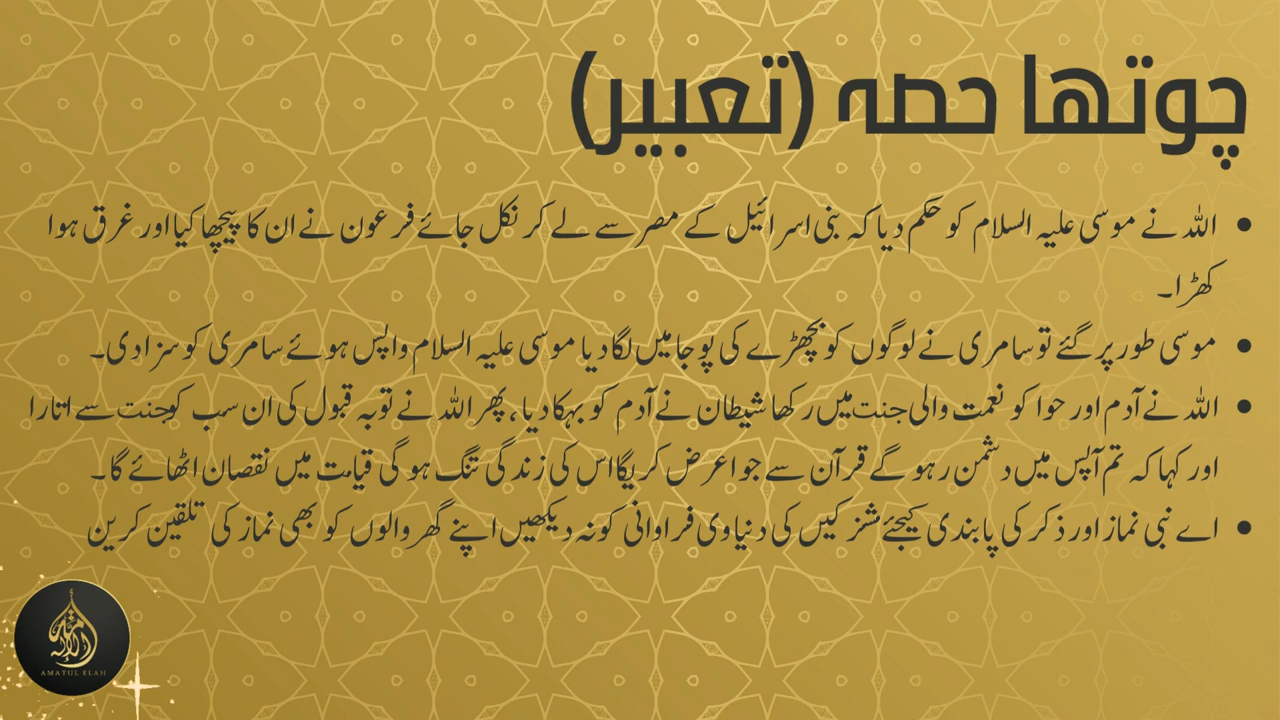 چوتھا حصہ (تعبیر)
• اللہ نے موسی علیہ السلام کو حکم دیا کہ بنی اسرائیل کے مصر سے لے کر نکل جائے فرعون نے ان کا پیچھا کیا اور غرق ہوا
کھڑا۔
• موسی طور پر گئے تو سامری نے لوگوں کو بچھڑے کی پوجا میں لگا دیا موسی علیہ السلام واپس ہوئے سامری کو سزا دی۔
• اللہ نے آدم اور حوا کو نعمت والی جنت میں رکھا شیطان نے آدم کو بہکا دیا، پھر اللہ نے توبہ قبول کی ان سب کو جنت سے اتارا
اور کہا کہ تم آپس میں دشمن رہو گے قرآن سے جو اعرض کریگا اس کی زندگی تنگ ہو گی قیامت میں نقصان اٹھائے گا۔
• اے نبی نماز اور ذکر کی پابندی کیجئے مشرکیں کی دنیاوی فراوانی کو نہ دیکھیں اپنے گھر والوں کو بھی نماز کی تلقین کرین
AMATUL ELAH